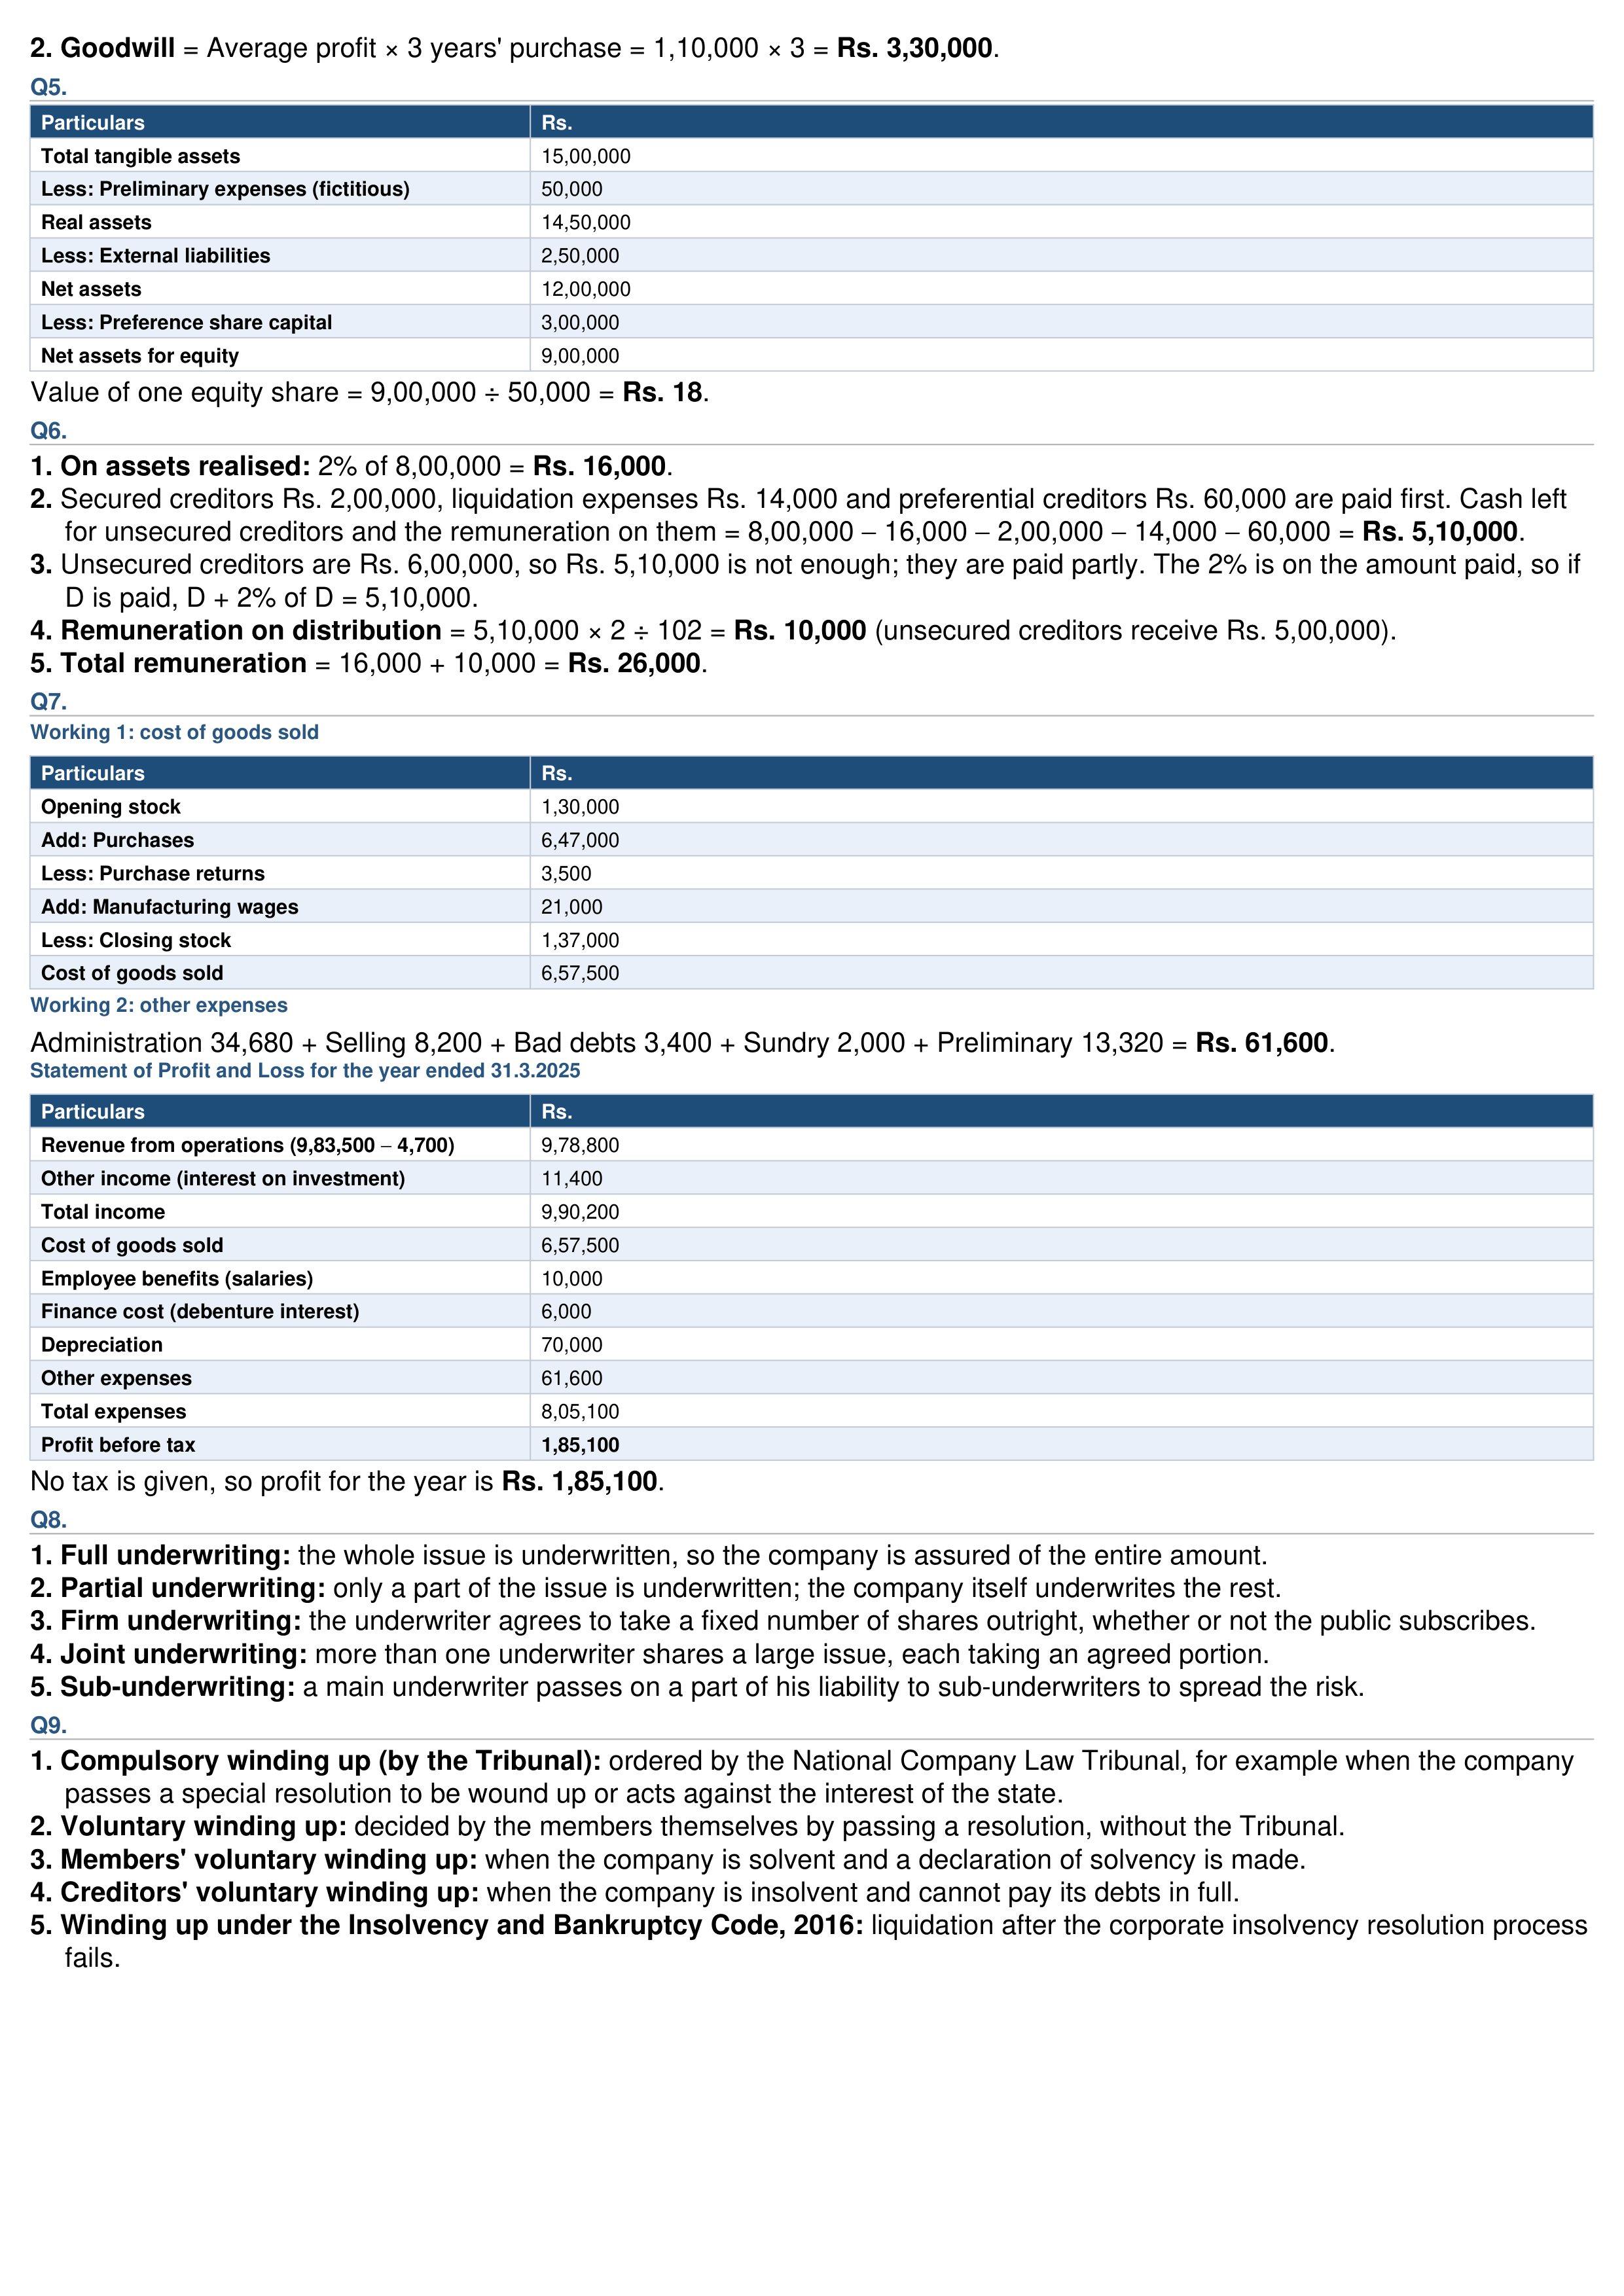 2. Goodwill = Average profit × 3 years' purchase = 1,10,000 × 3 = Rs. 3,30,000.
Q5.
Particulars Rs.
Total tangible assets 15,00,000
Less: Preliminary expenses (fictitious) 50,000
Real assets 14,50,000
Less: External liabilities 2,50,000
Net assets 12,00,000
Less: Preference share capital 3,00,000
Net assets for equity 9,00,000
Value of one equity share = 9,00,000 ÷ 50,000 = Rs. 18.
Q6.
1. On assets realised: 2% of 8,00,000 = Rs. 16,000.
2. Secured creditors Rs. 2,00,000, liquidation expenses Rs. 14,000 and preferential creditors Rs. 60,000 are paid first. Cash left
for unsecured creditors and the remuneration on them = 8,00,000 – 16,000 – 2,00,000 – 14,000 – 60,000 = Rs. 5,10,000.
3. Unsecured creditors are Rs. 6,00,000, so Rs. 5,10,000 is not enough; they are paid partly. The 2% is on the amount paid, so if
D is paid, D + 2% of D = 5,10,000.
4. Remuneration on distribution = 5,10,000 × 2 ÷ 102 = Rs. 10,000 (unsecured creditors receive Rs. 5,00,000).
5. Total remuneration = 16,000 + 10,000 = Rs. 26,000.
Q7.
Working 1: cost of goods sold
Particulars Rs.
Opening stock 1,30,000
Add: Purchases 6,47,000
Less: Purchase returns 3,500
Add: Manufacturing wages 21,000
Less: Closing stock 1,37,000
Cost of goods sold 6,57,500
Working 2: other expenses
Administration 34,680 + Selling 8,200 + Bad debts 3,400 + Sundry 2,000 + Preliminary 13,320 = Rs. 61,600.
Statement of Profit and Loss for the year ended 31.3.2025
Particulars Rs.
Revenue from operations (9,83,500 – 4,700) 9,78,800
Other income (interest on investment) 11,400
Total income 9,90,200
Cost of goods sold 6,57,500
Employee benefits (salaries) 10,000
Finance cost (debenture interest) 6,000
Depreciation 70,000
Other expenses 61,600
Total expenses 8,05,100
Profit before tax 1,85,100
No tax is given, so profit for the year is Rs. 1,85,100.
Q8.
1. Full underwriting: the whole issue is underwritten, so the company is assured of the entire amount.
2. Partial underwriting: only a part of the issue is underwritten; the company itself underwrites the rest.
3. Firm underwriting: the underwriter agrees to take a fixed number of shares outright, whether or not the public subscribes.
4. Joint underwriting: more than one underwriter shares a large issue, each taking an agreed portion.
5. Sub-underwriting: a main underwriter passes on a part of his liability to sub-underwriters to spread the risk.
Q9.
1. Compulsory winding up (by the Tribunal): ordered by the National Company Law Tribunal, for example when the company
passes a special resolution to be wound up or acts against the interest of the state.
2. Voluntary winding up: decided by the members themselves by passing a resolution, without the Tribunal.
3. Members' voluntary winding up: when the company is solvent and a declaration of solvency is made.
4. Creditors' voluntary winding up: when the company is insolvent and cannot pay its debts in full.
5. Winding up under the Insolvency and Bankruptcy Code, 2016: liquidation after the corporate insolvency resolution process
fails.